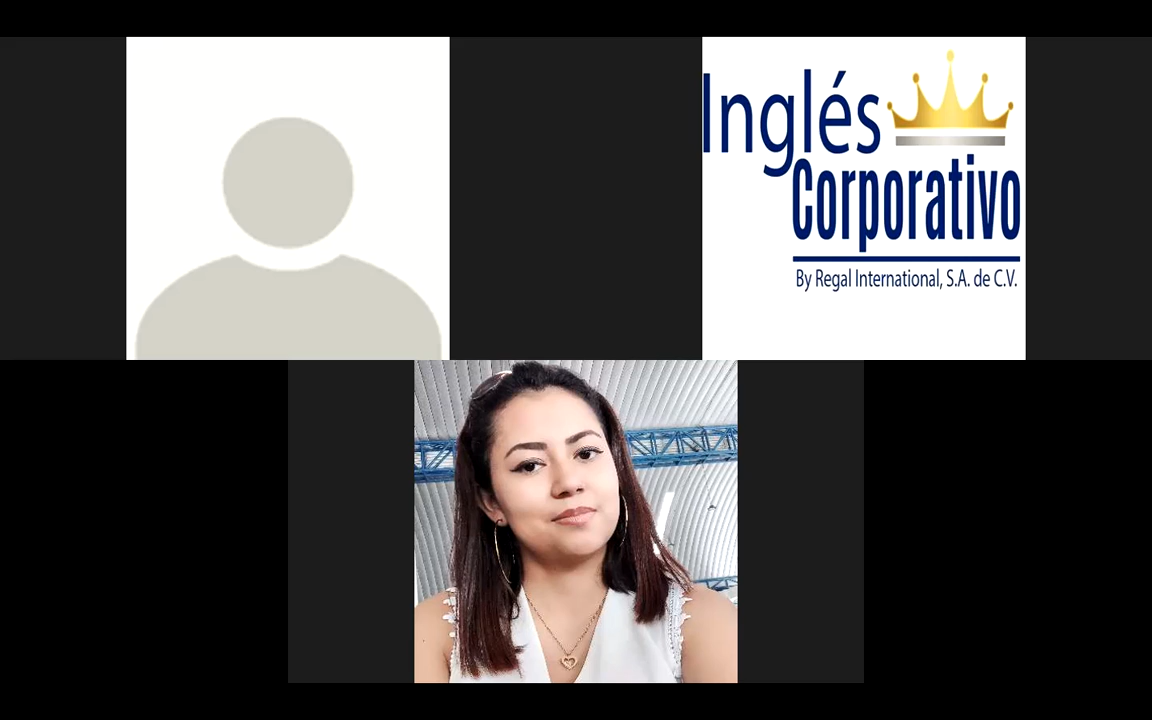 Inglés
Corporativo
By Regal International, S.A. de C.V.